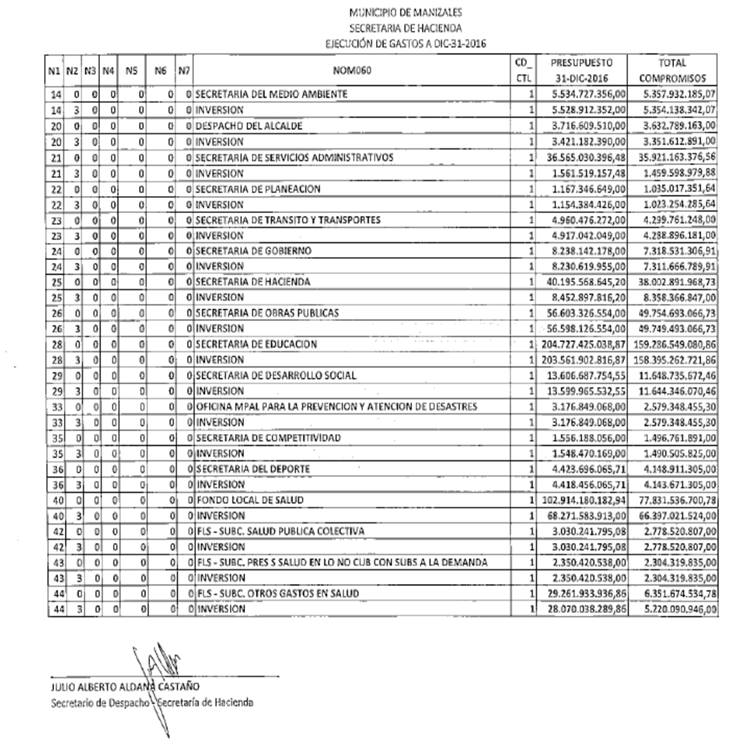 MUNICIPIO DE MANIZALES
SECRETARIA DE HACIENDA
EJECUCIÓN DE GASTOS A DIC-31-2016
N1 N2 N3 N4 N5 N6 N7 NOM060 CD_CTL PRESUPUESTO 31-DIC-2016 TOTAL COMPROMISOS
14 0 0 0 0 0 0 SECRETARIA DEL MEDIO AMBIENTE 1 5.534.727.356,00 5.357.932.185,07
14 3 0 0 0 0 0 INVERSION 1 5.528.912.352,00 5.354.138.342,07
20 0 0 0 0 0 0 DESPACHO DEL ALCALDE 1 3.716.609.510,00 3.632.789.163,00
20 3 0 0 0 0 0 INVERSION 1 3.421.182.390,00 3.351.612.891,00
21 0 0 0 0 0 0 SECRETARIA DE SERVICIOS ADMINISTRATIVOS 1 36.565.030.396,48 35.921.163.376,56
21 3 0 0 0 0 0 INVERSION 1 1.561.519.157,48 1.459.598.979,88
22 0 0 0 0 0 0 SECRETARIA DE PLANEACION 1 1.167.346.649,00 1.035.017.351,64
22 3 0 0 0 0 0 INVERSION 1 1.154.384.426,00 1.023.254.285,64
23 0 0 0 0 0 0 SECRETARIA DE TRANSITO Y TRANSPORTES 1 4.960.476.272,00 4.299.761.248,00
23 3 0 0 0 0 0 INVERSION 1 4.917.042.049,00 4.238.896.181,00
24 0 0 0 0 0 0 SECRETARIA DE GOBIERNO 1 8.238.142.178,00 7.318.531.306,91
24 3 0 0 0 0 0 INVERSION 1 8.230.619.955,00 7.311.666.789,91
25 0 0 0 0 0 0 SECRETARIA DE HACIENDA 1 40.195.568.645,20 38.002.891.968,73
25 3 0 0 0 0 0 INVERSION 1 8.452.897.816,20 8.358.366.847,00
26 0 0 0 0 0 0 SECRETARIA DE OBRAS PUBLICAS 1 56.603.326.554,00 49.754.693.066,73
26 3 0 0 0 0 0 INVERSION 1 56.598.126.554,00 49.749.493.066,73
28 0 0 0 0 0 0 SECRETARIA DE EDUCACION 1 204.727.425.038,87 159.286.549.080,86
28 3 0 0 0 0 0 INVERSION 1 203.561.902.816,87 158.395.262.721,86
29 0 0 0 0 0 0 SECRETARIA DE DESARROLLO SOCIAL 1 13.606.687.754,55 11.648.735.672,46
29 3 0 0 0 0 0 INVERSION 1 13.599.965.532,55 11.644.346.070,46
33 0 0 0 0 0 0 OFICINA MPAL PARA LA PREVENCION Y ATENCION DE DESASTRES 1 3.176.849.068,00 2.579.348.455,30
33 3 0 0 0 0 0 INVERSION 1 3.176.849.068,00 2.579.348.455,30
35 0 0 0 0 0 0 SECRETARIA DE COMPETITIVIDAD 1 1.556.188.056,00 1.496.761.891,00
35 3 0 0 0 0 0 INVERSION 1 1.548.470.169,00 1.490.505.825,00
36 0 0 0 0 0 0 SECRETARIA DEL DEPORTE 1 4.423.696.065,71 4.148.911.305,00
36 3 0 0 0 0 0 INVERSION 1 4.418.456.065,71 4.143.671.305,00
40 0 0 0 0 0 0 FONDO LOCAL DE SALUD 1 102.914.180.182,94 77.831.536.700,78
40 3 0 0 0 0 0 INVERSION 1 68.271.583.913,00 66.397.021.524,00
42 0 0 0 0 0 0 FLS - SUBC. SALUD PUBLICA COLECTIVA 1 3.030.241.795,08 2.778.520.807,00
42 3 0 0 0 0 0 INVERSION 1 3.030.241.795,08 2.778.520.807,00
43 0 0 0 0 0 0 FLS - SUBC. PRES S SALUD EN LO NO CUB CON SUBS A LA DEMANDA 1 2.350.420.538,00 2.304.319.835,00
43 3 0 0 0 0 0 INVERSION 1 2.350.420.538,00 2.304.319.835,00
44 0 0 0 0 0 0 FLS - SUBC. OTROS GASTOS EN SALUD 1 29.261.933.936,86 6.351.674.534,78
44 3 0 0 0 0 0 INVERSION 1 28.070.038.289,86 5.220.090.946,00
JULIO ALBERTO ALDANA CASTAÑO
Secretario de Despacho - Secretaría de Hacienda